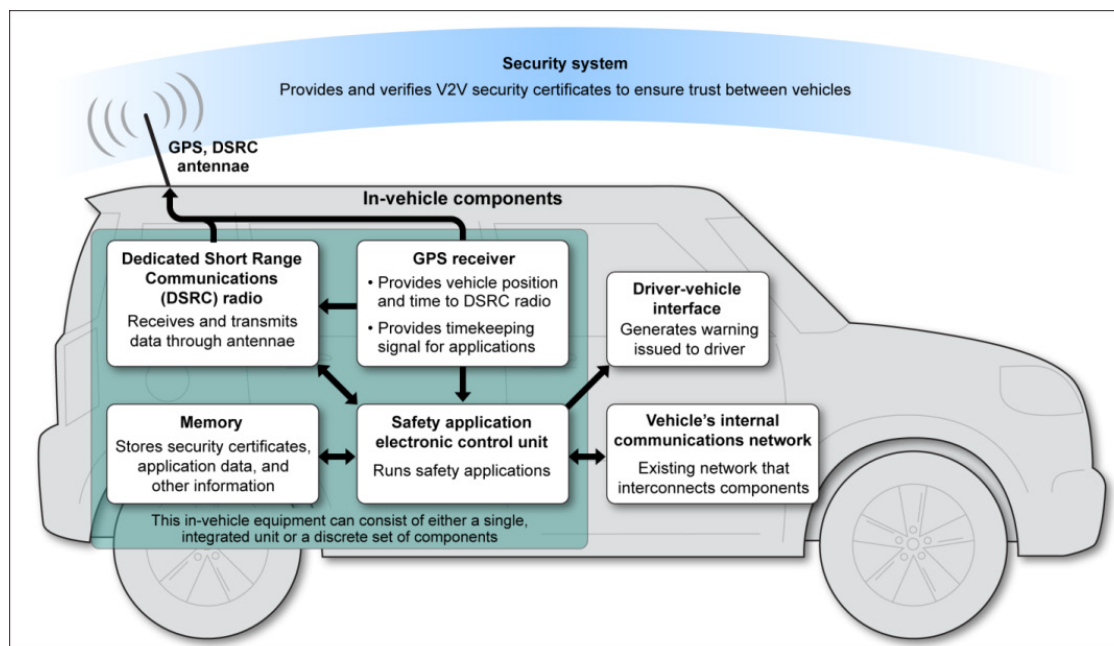 Security system
Provides and verifies V2V security certificates to ensure trust between vehicles
GPS, DSRC
antennae
In-vehicle components
Dedicated Short Range
Communications
(DSRC) radio
Receives and transmits
data through antennae
GPS receiver
• Provides vehicle position
and time to DSRC radio
• Provides timekeeping
signal for applications
Driver-vehicle
interface
Generates warning
issued to driver
Memory
Stores security certificates,
application data, and
other information
Safety application
electronic control unit
Runs safety applications
Vehicle's internal
communications network
Existing network that
interconnects components
This in-vehicle equipment can consist of either a single,
integrated unit or a discrete set of components